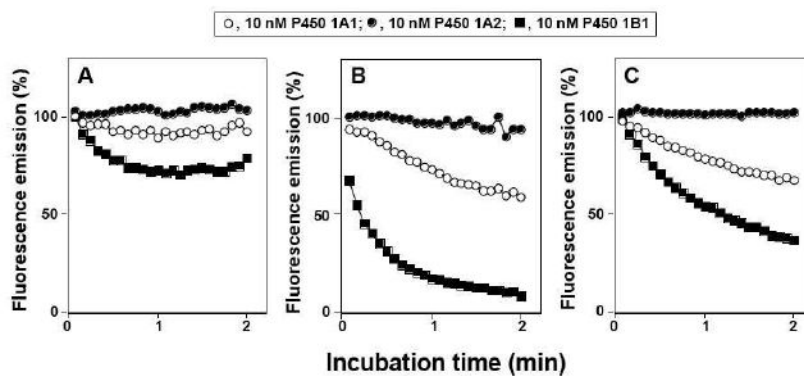 ○, 10 nM P450 1A1; ●, 10 nM P450 1A2; ■, 10 nM P450 1B1
A
B
C
Fluorescence emission (%)
100
50
0
0
1
2
Fluorescence emission (%)
100
50
0
0
1
2
Fluorescence emission (%)
100
50
0
0
1
2
Incubation time (min)